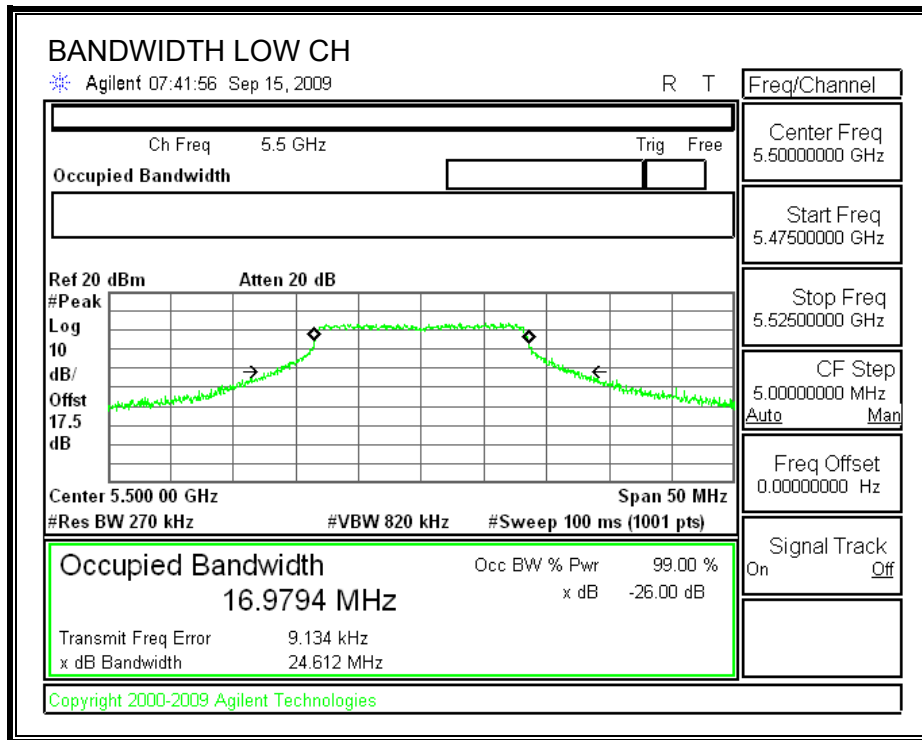 BANDWIDTH LOW CH
Agilent 07:41:56 Sep 15, 2009 R T
Ch Freq 5.5 GHz Trig Free
Occupied Bandwidth
Ref 20 dBm Atten 20 dB
#Peak
Log
10
dB/
Offst
17.5
dB
Center 5.500 00 GHz Span 50 MHz
#Res BW 270 kHz #VBW 820 kHz #Sweep 100 ms (1001 pts)
Occupied Bandwidth Occ BW % Pwr 99.00 %
16.9794 MHz x dB -26.00 dB
Transmit Freq Error 9.134 kHz
x dB Bandwidth 24.612 MHz
Copyright 2000-2009 Agilent Technologies
Freq/Channel
Center Freq
5.50000000 GHz
Start Freq
5.47500000 GHz
Stop Freq
5.52500000 GHz
CF Step
5.00000000 MHz
Auto Man
Freq Offset
0.00000000 Hz
Signal Track
On Off